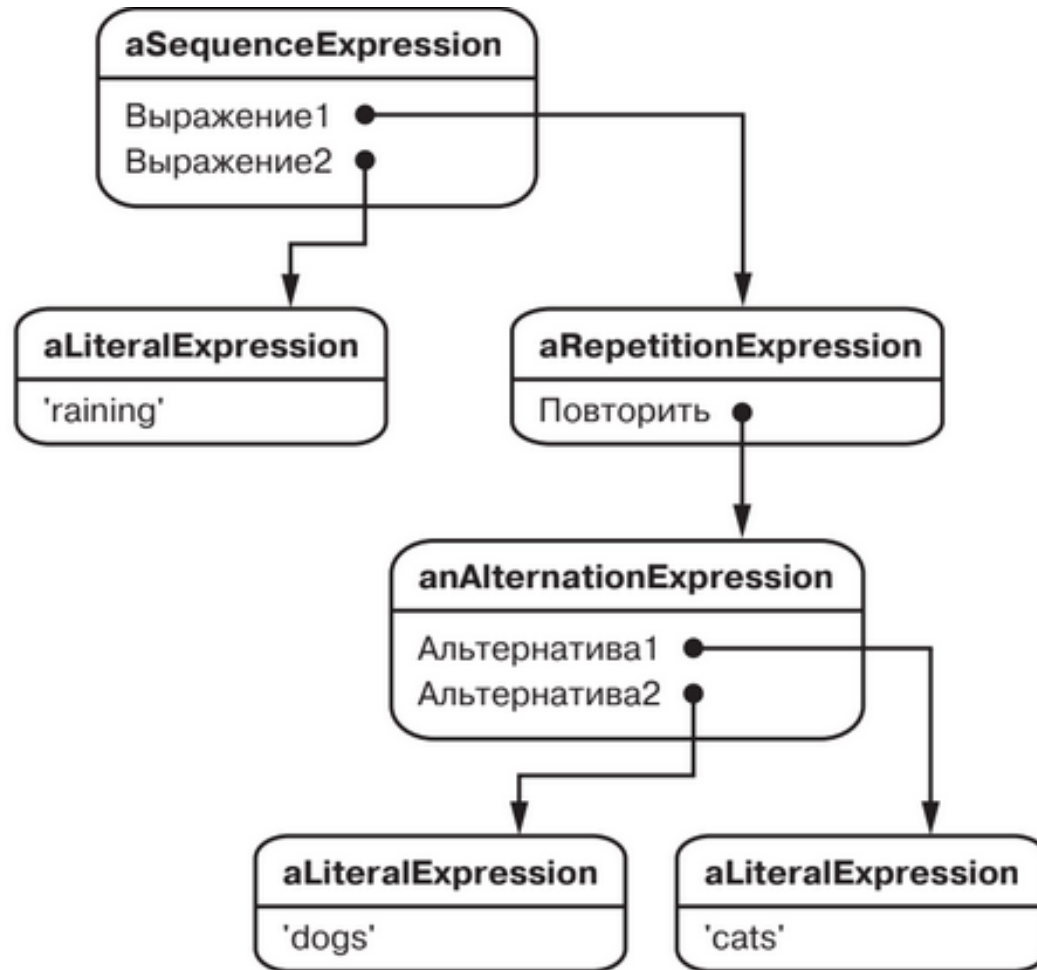 aSequenceExpression
Выражение1
Выражение2
aLiteralExpression
'raining'
aRepetitionExpression
Повторить
anAlternationExpression
Альтернатива1
Альтернатива2
aLiteralExpression
'dogs'
aLiteralExpression
'cats'